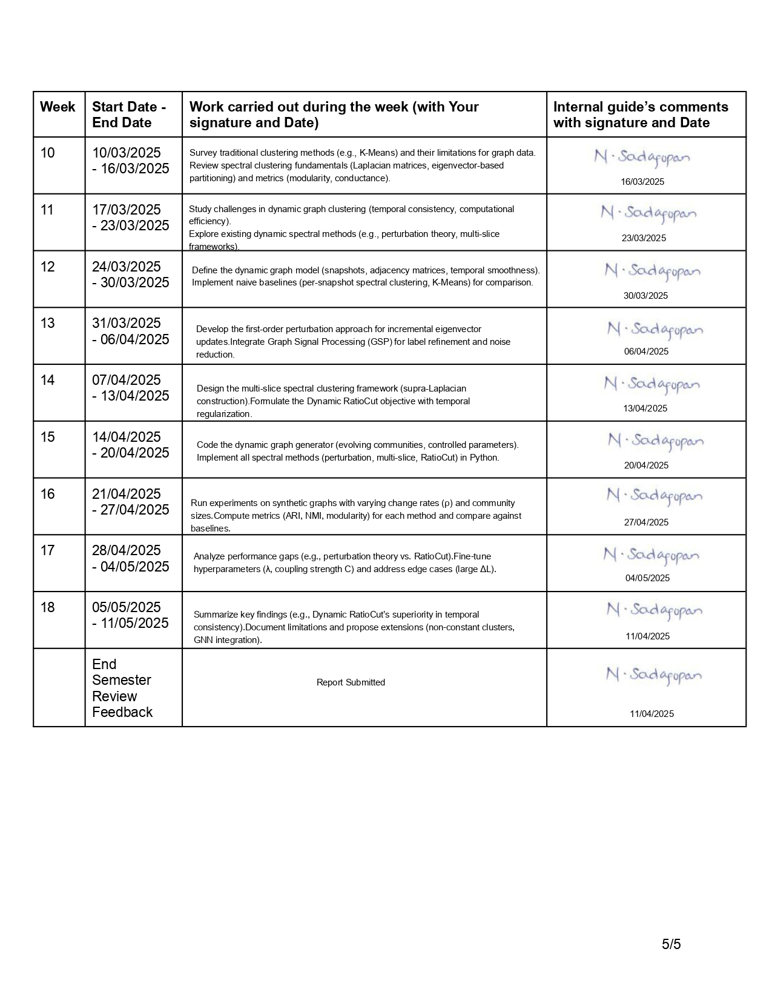 Week
Start Date -
End Date
Work carried out during the week (with Your
signature and Date)
Internal guide’s comments
with signature and Date
10
10/03/2025
- 16/03/2025
Survey traditional clustering methods (e.g., K-Means) and their limitations for graph data.
Review spectral clustering fundamentals (Laplacian matrices, eigenvector-based
partitioning) and metrics (modularity, conductance).
N. Sadagopan
16/03/2025
11
17/03/2025
- 23/03/2025
Study challenges in dynamic graph clustering (temporal consistency, computational
efficiency).
Explore existing dynamic spectral methods (e.g., perturbation theory, multi-slice
frameworks).
N. Sadagopan
23/03/2025
12
24/03/2025
- 30/03/2025
Define the dynamic graph model (snapshots, adjacency matrices, temporal smoothness).
Implement naive baselines (per-snapshot spectral clustering, K-Means) for comparison.
N. Sadagopan
30/03/2025
13
31/03/2025
- 06/04/2025
Develop the first-order perturbation approach for incremental eigenvector
updates.Integrate Graph Signal Processing (GSP) for label refinement and noise
reduction.
N. Sadagopan
06/04/2025
14
07/04/2025
- 13/04/2025
Design the multi-slice spectral clustering framework (supra-Laplacian
construction).Formulate the Dynamic RatioCut objective with temporal
regularization.
N. Sadagopan
13/04/2025
15
14/04/2025
- 20/04/2025
Code the dynamic graph generator (evolving communities, controlled parameters).
Implement all spectral methods (perturbation, multi-slice, RatioCut) in Python.
N. Sadagopan
20/04/2025
16
21/04/2025
- 27/04/2025
Run experiments on synthetic graphs with varying change rates (ρ) and community
sizes.Compute metrics (ARI, NMI, modularity) for each method and compare against
baselines.
N. Sadagopan
27/04/2025
17
28/04/2025
- 04/05/2025
Analyze performance gaps (e.g., perturbation theory vs. RatioCut).Fine-tune
hyperparameters (λ, coupling strength C) and address edge cases (large ΔL).
N. Sadagopan
04/05/2025
18
05/05/2025
- 11/05/2025
Summarize key findings (e.g., Dynamic RatioCut's superiority in temporal
consistency).Document limitations and propose extensions (non-constant clusters,
GNN integration).
N. Sadagopan
11/04/2025
End
Semester
Review
Feedback
Report Submitted
N. Sadagopan
11/04/2025
5/5